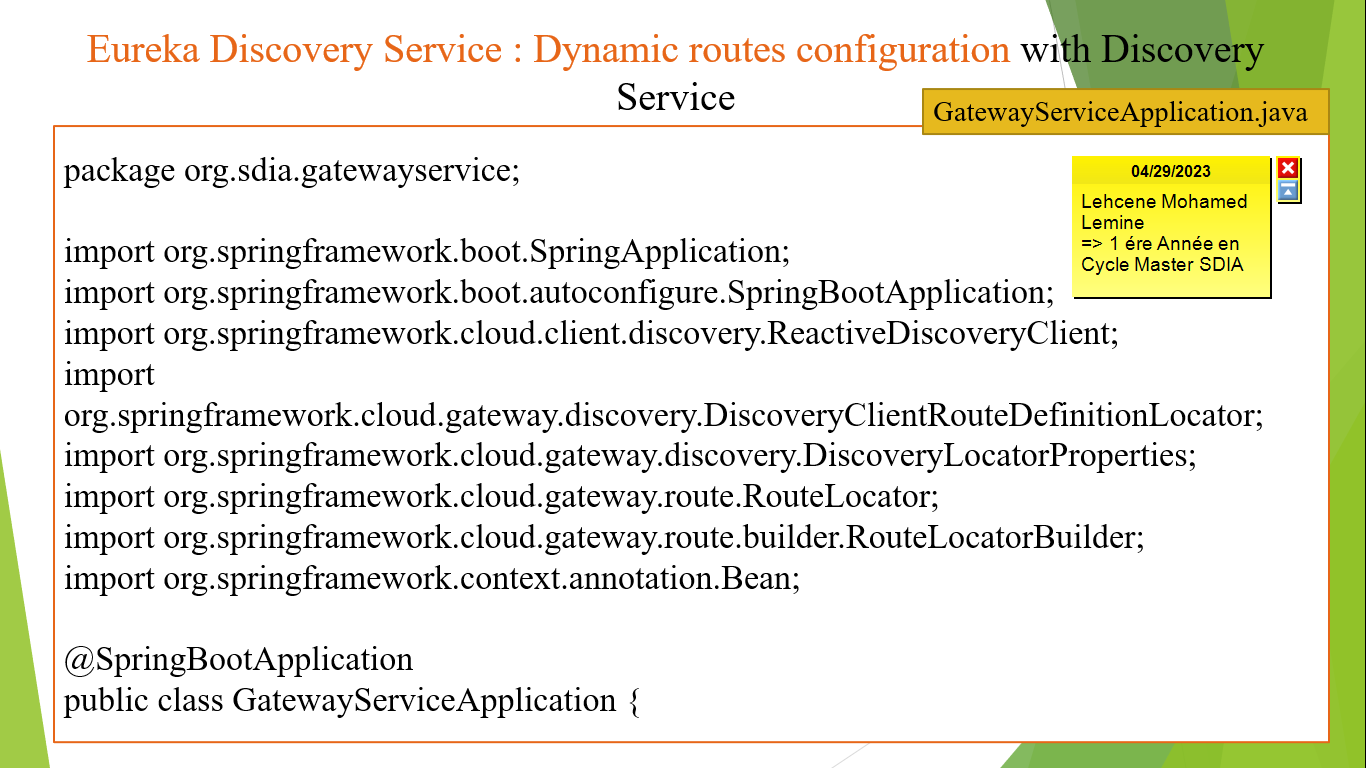 Eureka Discovery Service : Dynamic routes configuration with Discovery
Service
GatewayServiceApplication.java
package org.sdia.gatewayservice;
04/29/2023
Lehcene Mohamed
Lemine
=> 1 ére Année en
Cycle Master SDIA
import org.springframework.boot.SpringApplication;
import org.springframework.boot.autoconfigure.SpringBootApplication;
import org.springframework.cloud.client.discovery.ReactiveDiscoveryClient;
import
org.springframework.cloud.gateway.discovery.DiscoveryClientRouteDefinitionLocator;
import org.springframework.cloud.gateway.discovery.DiscoveryLocatorProperties;
import org.springframework.cloud.gateway.route.RouteLocator;
import org.springframework.cloud.gateway.route.builder.RouteLocatorBuilder;
import org.springframework.context.annotation.Bean;
@SpringBootApplication
public class GatewayServiceApplication {